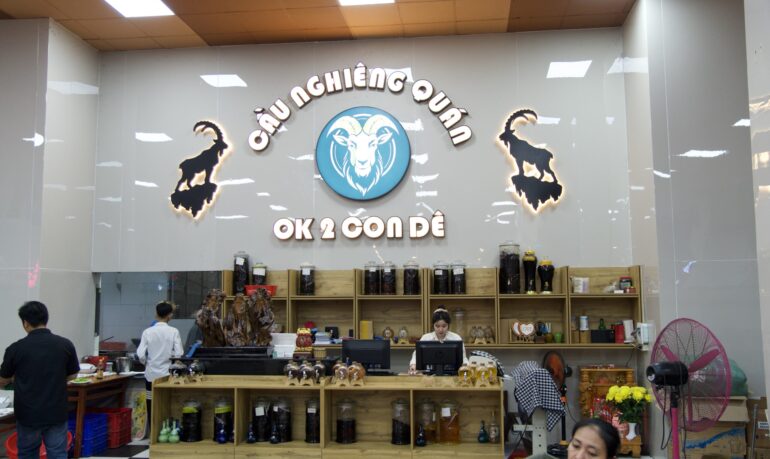 CẦU NGHIÊNG QUÁN
OK 2 CON DÊ